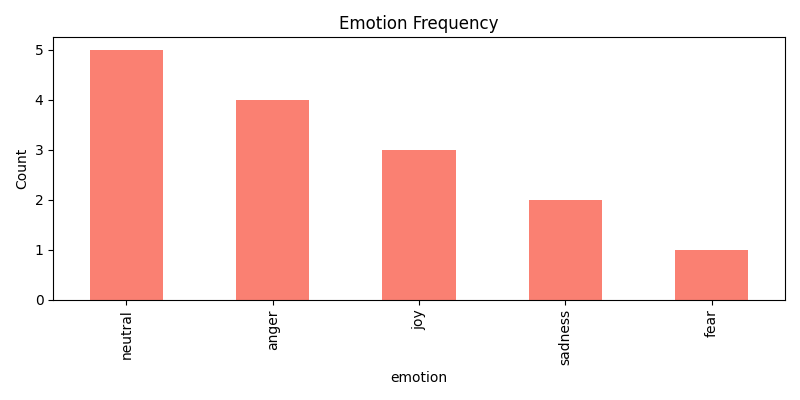 Emotion Frequency
Count
5
4
3
2
1
0
neutral
anger
joy
sadness
fear
emotion